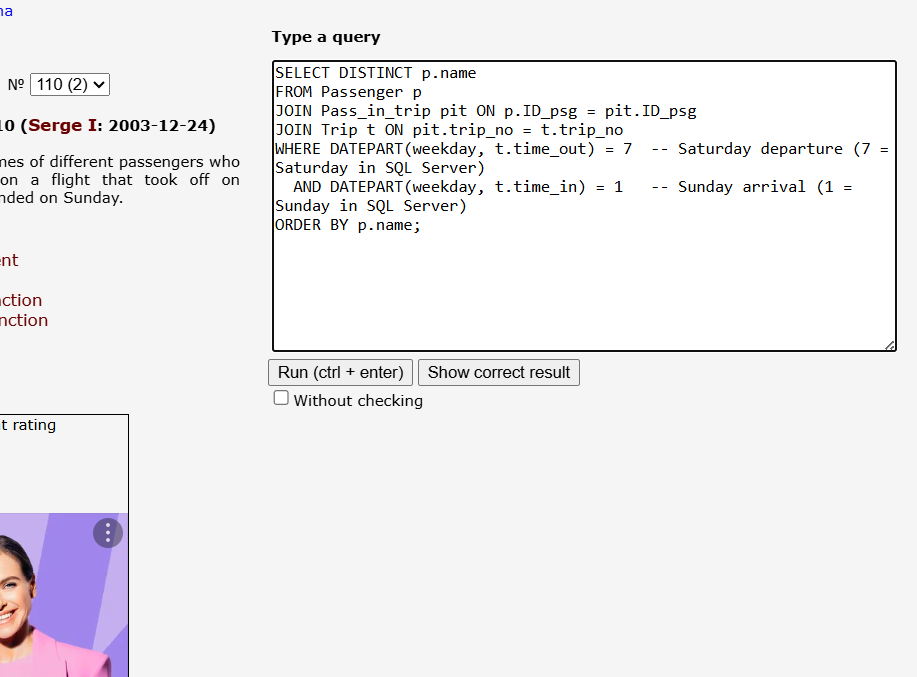 na
Type a query
Nº 110 (2)
SELECT DISTINCT p.name
FROM Passenger p
JOIN Pass_in_trip pit ON p.ID_psg = pit.ID_psg
JOIN Trip t ON pit.trip_no = t.trip_no
WHERE DATEPART(weekday, t.time_out) = 7  -- Saturday departure (7 =
Saturday in SQL Server)
  AND DATEPART(weekday, t.time_in) = 1   -- Sunday arrival (1 =
Sunday in SQL Server)
ORDER BY p.name;
10 (Serge I: 2003-12-24)
mes of different passengers who
on a flight that took off on
nded on Sunday.
ent
nction
nction
Run (ctrl + enter) Show correct result
Without checking
t rating